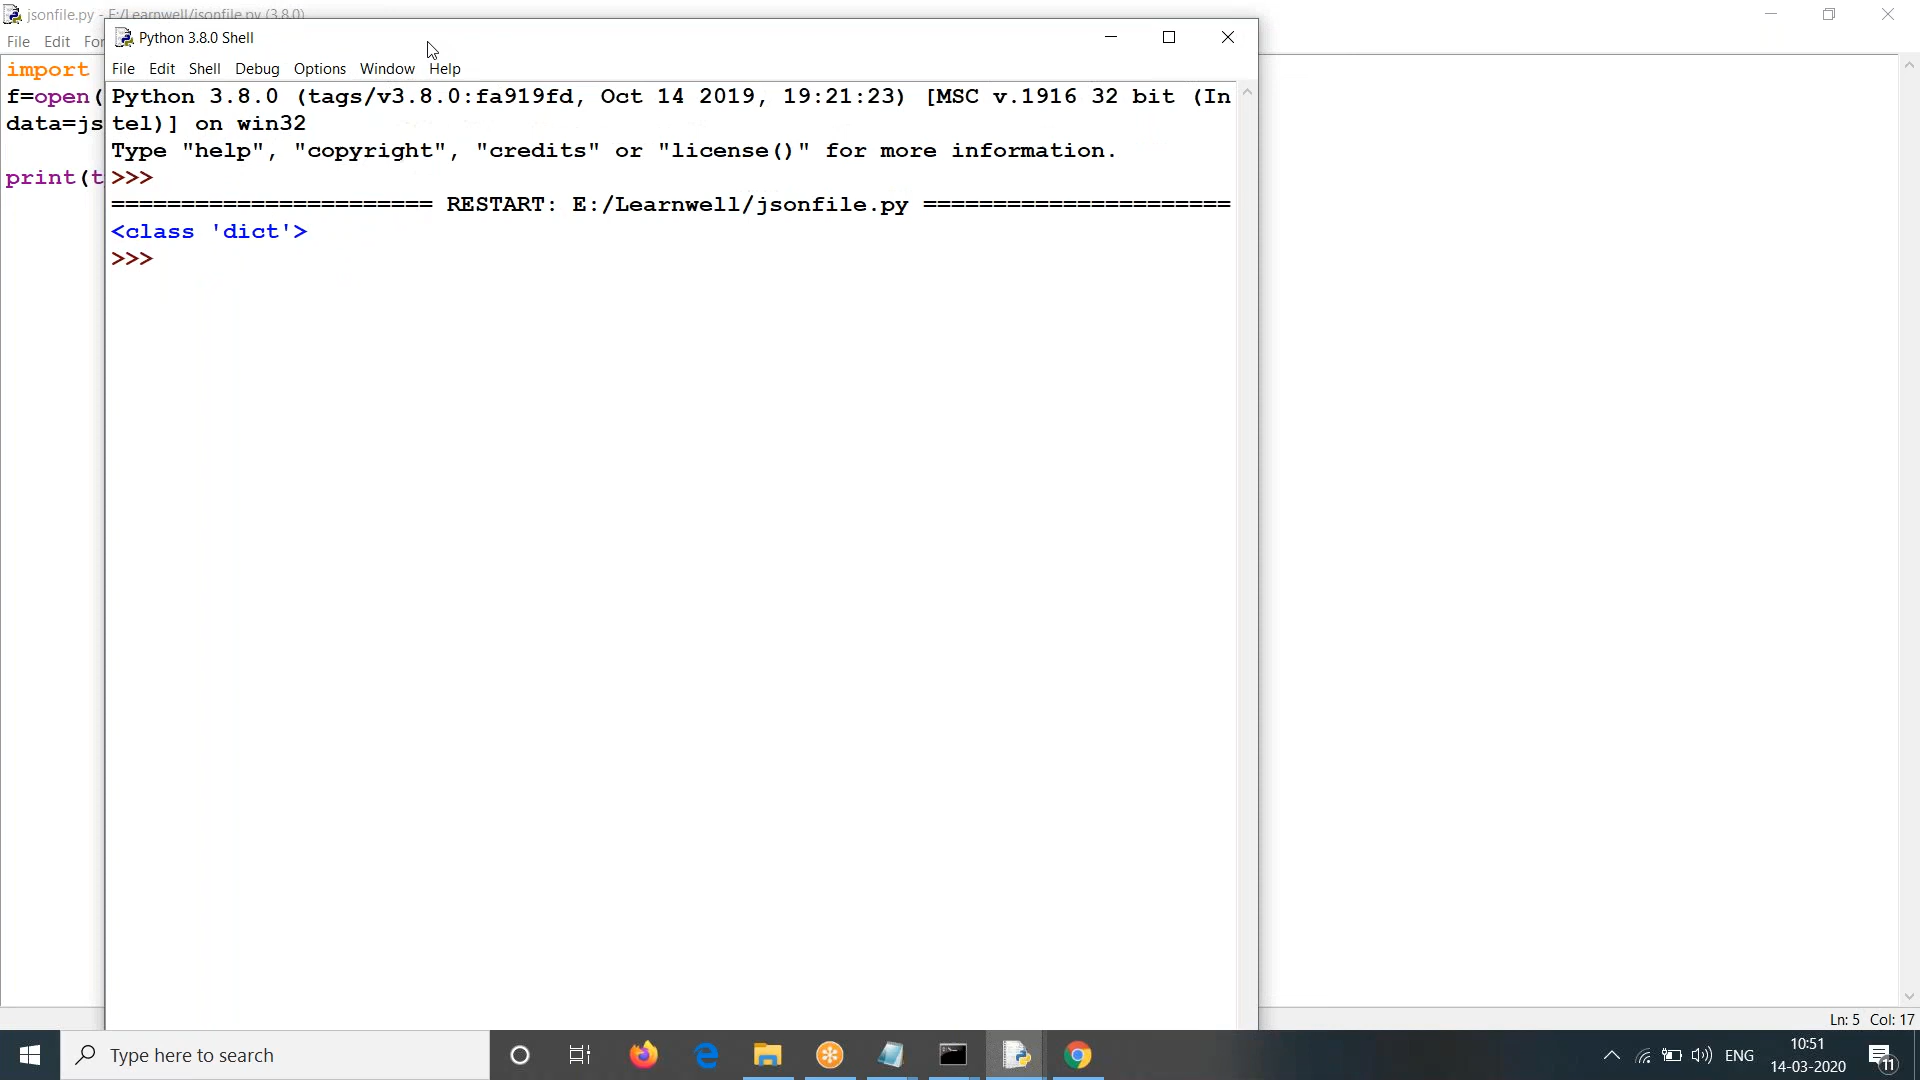 jsonfile.py - E:/Learnwell/jsonfile.py (3.8.0)
File Edit For
import
f=open(
data=js
print(t
Python 3.8.0 Shell
File Edit Shell Debug Options Window Help
Python 3.8.0 (tags/v3.8.0:fa919fd, Oct 14 2019, 19:21:23) [MSC v.1916 32 bit (In
tel)] on win32
Type "help", "copyright", "credits" or "license()" for more information.
>>>
======================= RESTART: E:/Learnwell/jsonfile.py ======================
<class 'dict'>
>>>
Ln: 5 Col: 17
Type here to search
ENG
10:51
14-03-2020
11